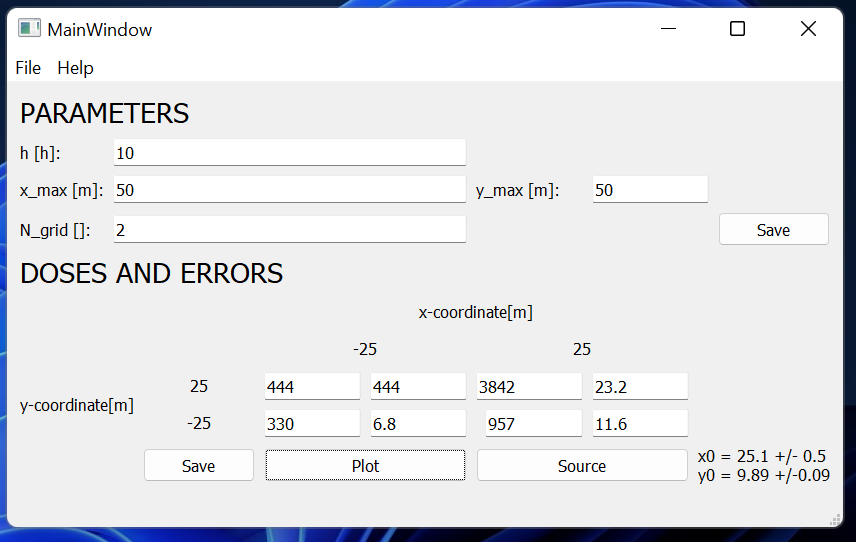 MainWindow
File Help
PARAMETERS
h [h]: 10
x_max [m]: 50 y_max [m]: 50
N_grid []: 2 Save
DOSES AND ERRORS
x-coordinate[m]
-25 25
25 444 444 3842 23.2
y-coordinate[m]
-25 330 6.8 957 11.6
Save Plot Source
x0 = 25.1 +/- 0.5
y0 = 9.89 +/-0.09